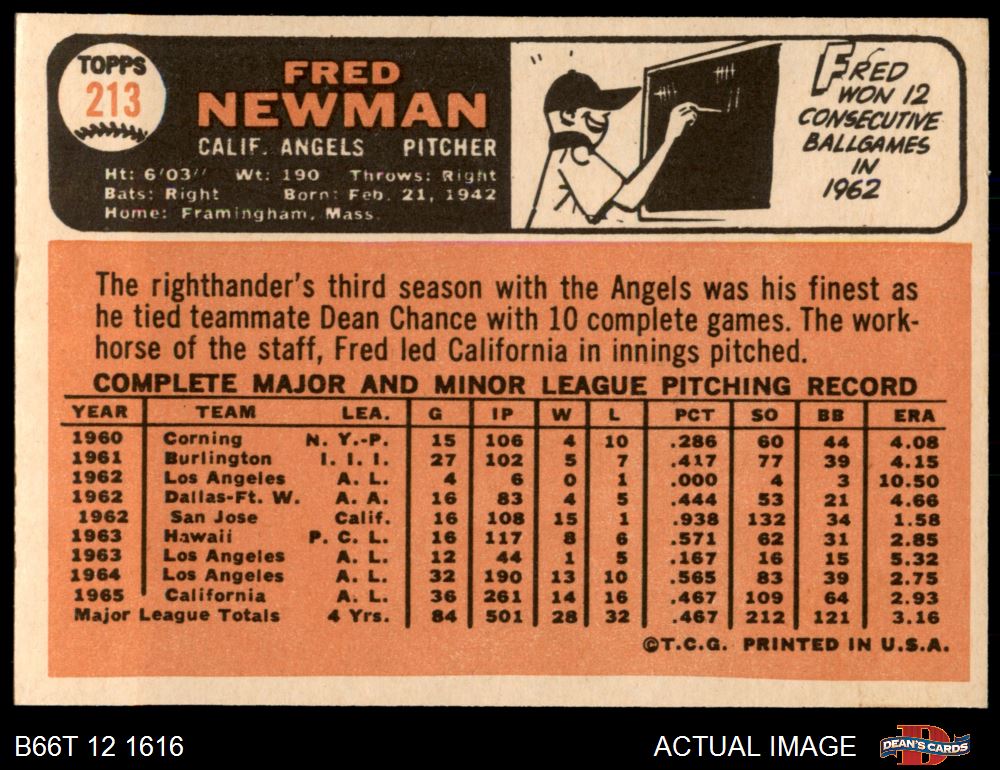 TOPPS
213
FRED
NEWMAN
CALIF. ANGELS PITCHER
Ht: 6'03" Wt: 190 Throws: Right
Bats: Right Born: Feb. 21, 1942
Home: Framingham, Mass.
FRED
WON 12
CONSECUTIVE
BALLGAMES
IN
1962
The righthander's third season with the Angels was his finest as
he tied teammate Dean Chance with 10 complete games. The work-
horse of the staff, Fred led California in innings pitched.
COMPLETE MAJOR AND MINOR LEAGUE PITCHING RECORD
YEAR TEAM LEA. G IP W L PCT SO BB ERA
1960 Corning N. Y.-P. 15 106 4 10 .286 60 44 4.08
1961 Burlington I. I. I. 27 102 5 7 .417 77 39 4.15
1962 Los Angeles A. L. 4 6 0 1 .000 4 3 10.50
1962 Dallas-Ft. W. A. A. 16 83 4 5 .444 53 21 4.66
1962 San Jose Calif. 16 108 15 1 .938 132 34 1.58
1963 Hawaii P. C. L. 16 117 8 6 .571 62 31 2.85
1963 Los Angeles A. L. 12 44 1 5 .167 16 15 5.32
1964 Los Angeles A. L. 32 190 13 10 .565 83 39 2.75
1965 California A. L. 36 261 14 16 .467 109 64 2.93
Major League Totals 4 Yrs. 84 501 28 32 .467 212 121 3.16
©T.C.G. PRINTED IN U.S.A.
B66T 12 1616 ACTUAL IMAGE DEAN'S CARDS